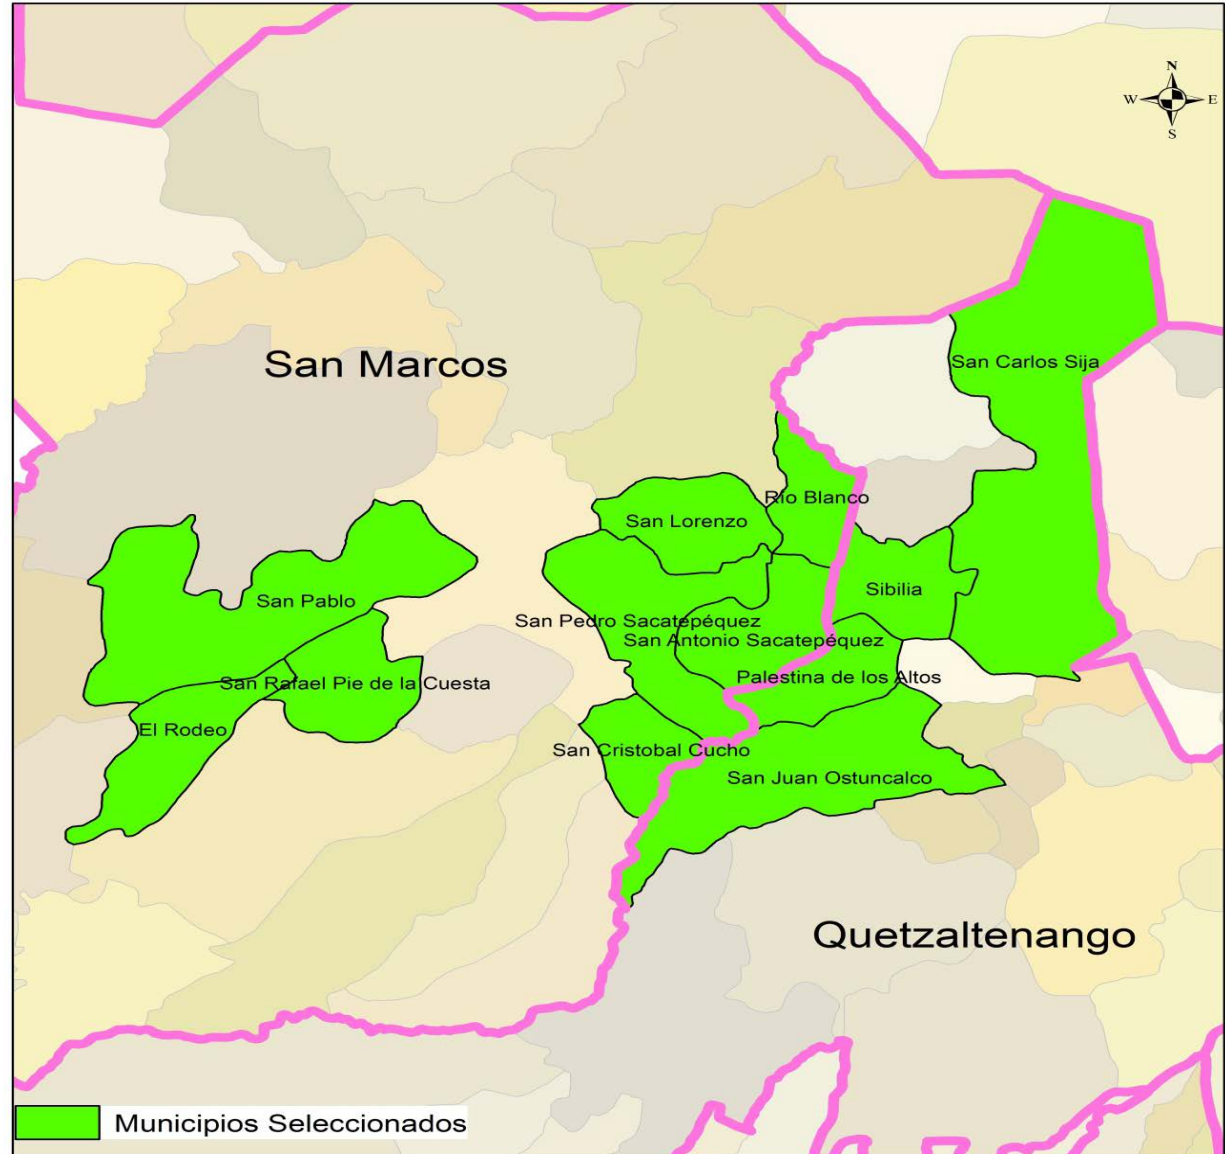 N
W E
S
San Marcos
San Carlos Sija
Río Blanco
San Lorenzo
Sibilia
San Pablo
San Pedro Sacatepéquez
San Antonio Sacatepéquez
Palestina de los Altos
San Rafael Pie de la Cuesta
El Rodeo
San Cristobal Cucho
San Juan Ostuncalco
Quetzaltenango
Municipios Seleccionados